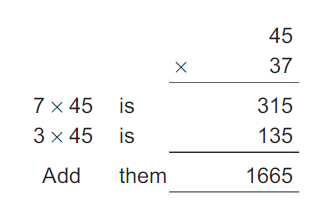 45
× 37
7 × 45 is 315
3 × 45 is 135
Add them 1665